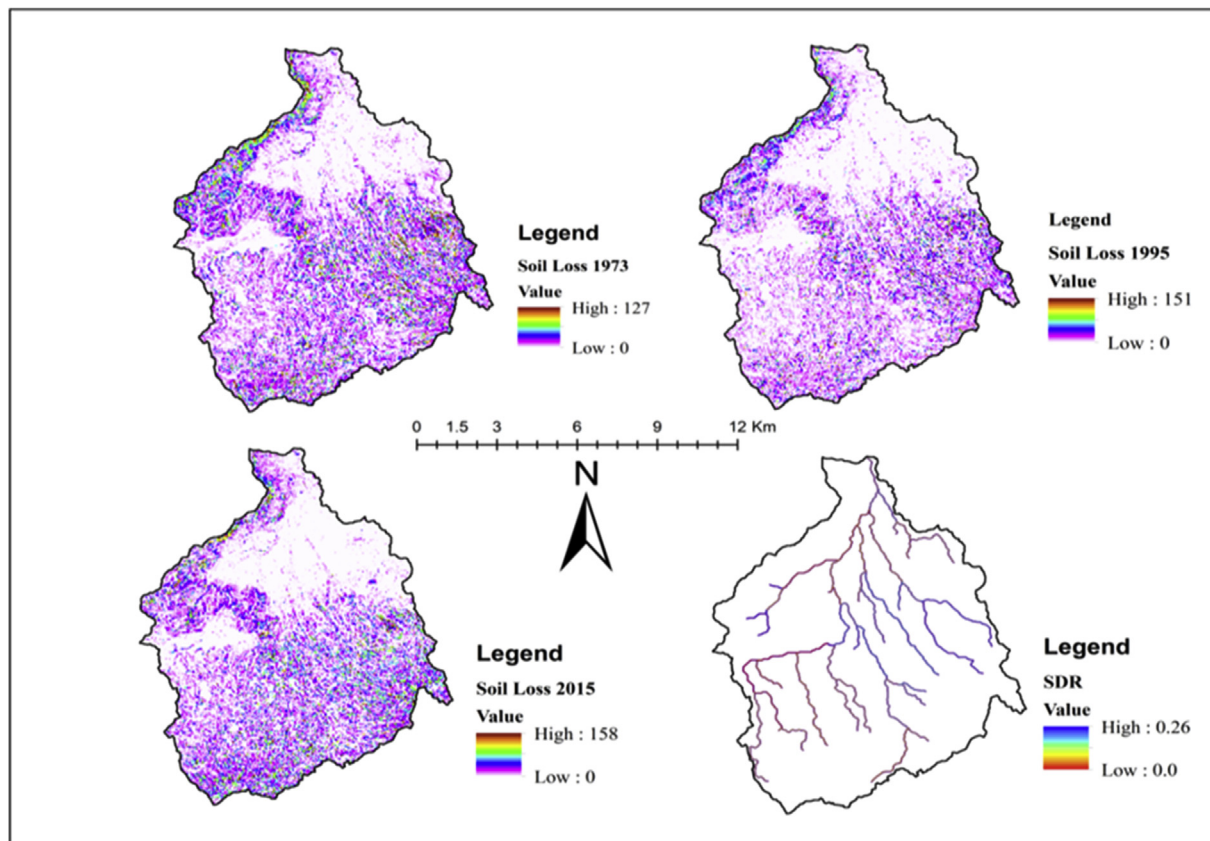 Legend
Soil Loss 1973
Value
High : 127
Low : 0
Legend
Soil Loss 1995
Value
High : 151
Low : 0
0 1.5 3 6 9 12 Km
N
Legend
Soil Loss 2015
Value
High : 158
Low : 0
Legend
SDR
Value
High : 0.26
Low : 0.0